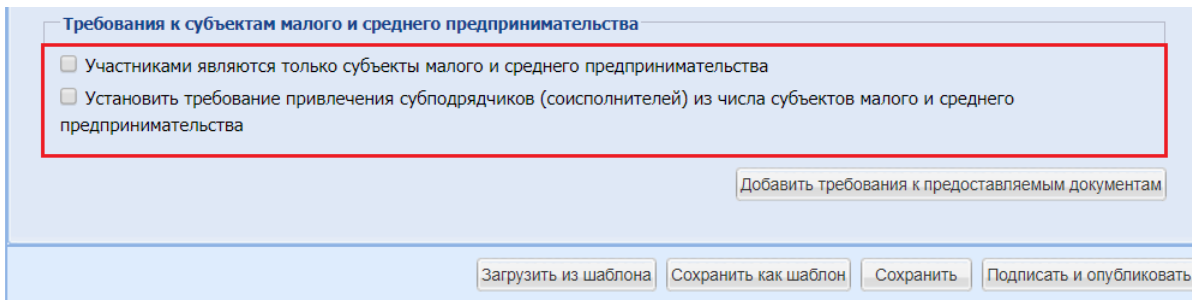 Требования к субъектам малого и среднего предпринимательства
Участниками являются только субъекты малого и среднего предпринимательства
Установить требование привлечения субподрядчиков (соисполнителей) из числа субъектов малого и среднего
предпринимательства
Добавить требования к предоставляемым документам
Загрузить из шаблона Сохранить как шаблон Сохранить Подписать и опубликовать